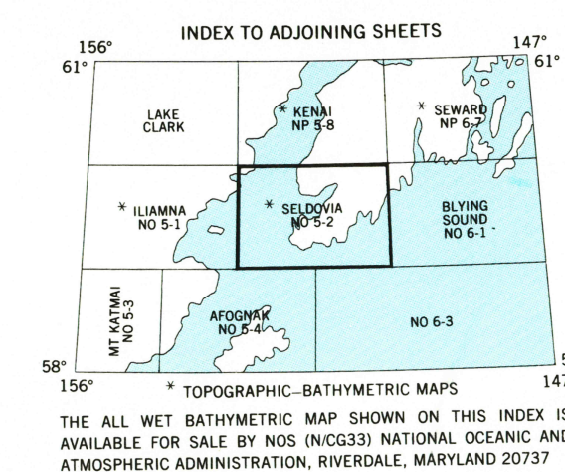 INDEX TO ADJOINING SHEETS
156° 147°
61° 61°
LAKE
CLARK
* KENAI
NP 5-8
* SEWARD
NP 6-7
* ILIAMNA
NO 5-1
* SELDOVIA
NO 5-2
BLYING
SOUND
NO 6-1
MT KATMAI
NO 5-3
AFOGNAK
NO 5-4
NO 6-3
58° 5
156° 147
* TOPOGRAPHIC–BATHYMETRIC MAPS
THE ALL WET BATHYMETRIC MAP SHOWN ON THIS INDEX IS
AVAILABLE FOR SALE BY NOS (N/CG33) NATIONAL OCEANIC AND
ATMOSPHERIC ADMINISTRATION, RIVERDALE, MARYLAND 20737